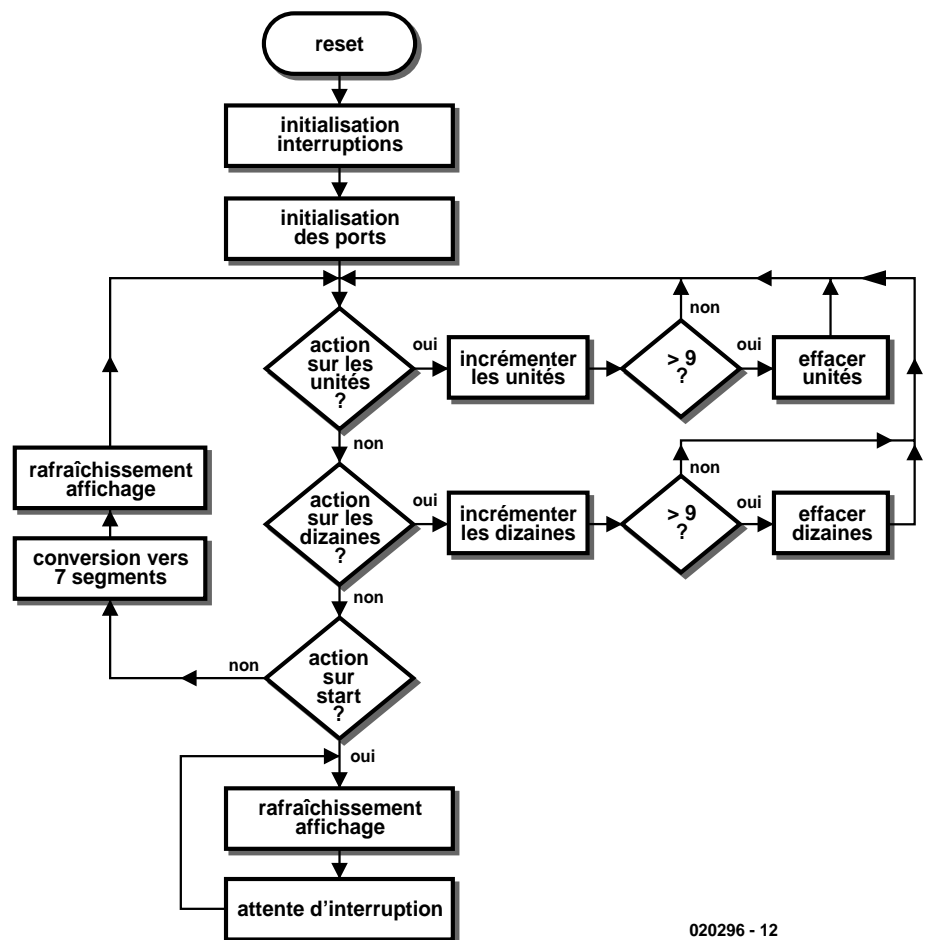 reset
initialisation
interruptions
initialisation
des ports
action
sur les
unités
?
oui
incrémenter
les unités
> 9
?
non
oui
effacer
unités
non
action
sur les
dizaines
?
oui
incrémenter
les dizaines
> 9
?
non
oui
effacer
dizaines
rafraîchissement
affichage
conversion vers
7 segments
non
non
action
sur
start
?
oui
rafraîchissement
affichage
attente d’interruption
020296 - 12